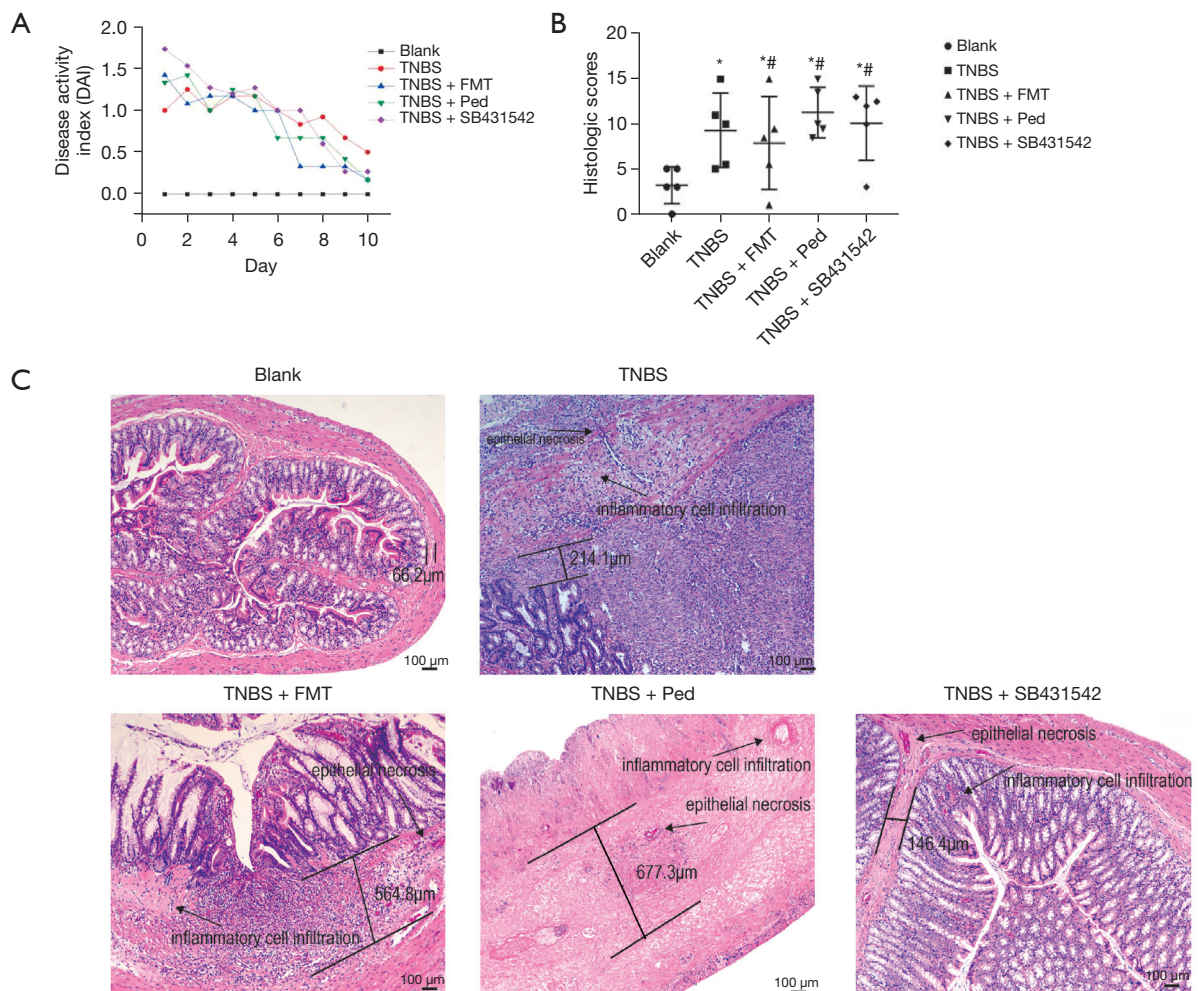 A
Disease activity
index (DAI)
2.0
1.5
1.0
0.5
0.0
0
2
4
6
8
10
Day
Blank
TNBS
TNBS + FMT
TNBS + Ped
TNBS + SB431542
B
Histologic scores
20
15
10
5
0
*
*#
*#
*#
Blank
TNBS
TNBS + FMT
TNBS + Ped
TNBS + SB431542
Blank
TNBS
TNBS + FMT
TNBS + Ped
TNBS + SB431542
C
Blank
66.2μm
100 μm
TNBS
epithelial necrosis
inflammatory cell infiltration
214.1μm
100 μm
TNBS + FMT
epithelial necrosis
564.8μm
inflammatory cell infiltration
100 μm
TNBS + Ped
inflammatory cell infiltration
epithelial necrosis
677.3μm
100 μm
TNBS + SB431542
epithelial necrosis
inflammatory cell infiltration
146.4μm
100 μm